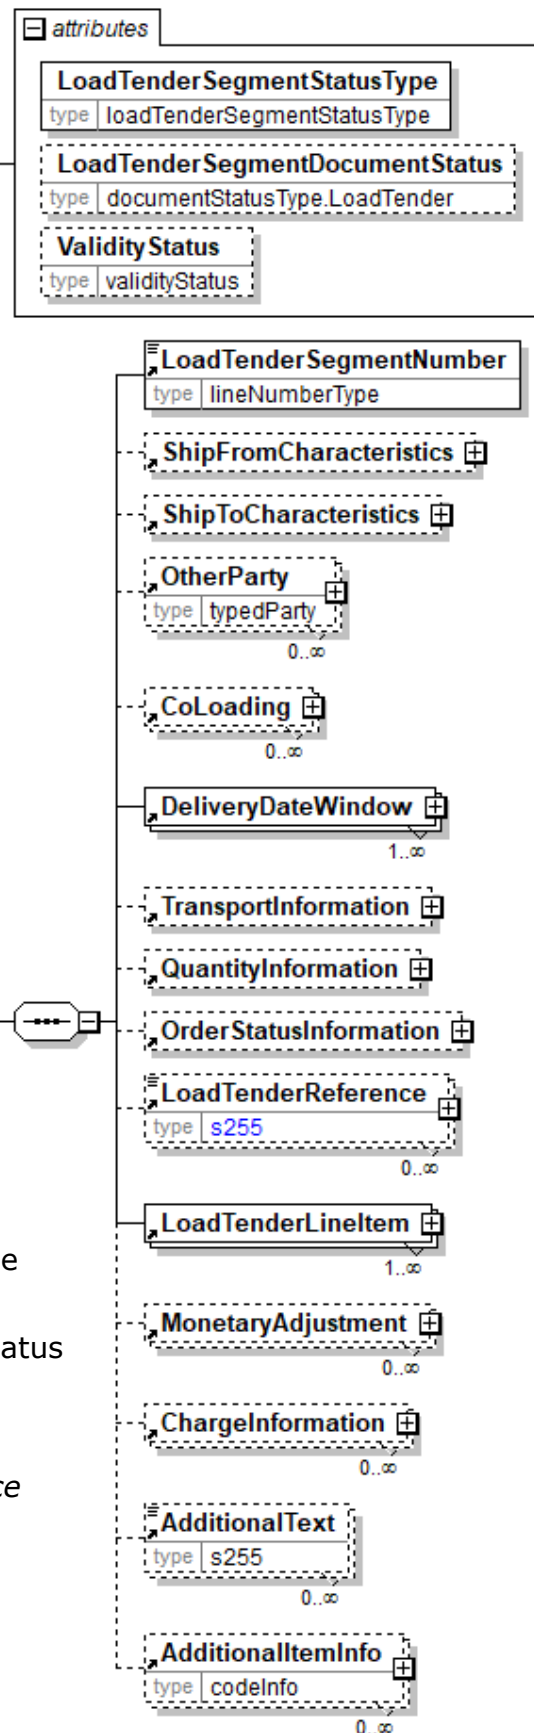 attributes
LoadTenderSegmentStatusType
type loadTenderSegmentStatusType
LoadTenderSegmentDocumentStatus
type documentStatusType.LoadTender
ValidityStatus
type validityStatus
LoadTenderSegmentNumber
type lineNumberType
ShipFromCharacteristics
ShipToCharacteristics
OtherParty
type typedParty
0..∞
CoLoading
0..∞
DeliveryDateWindow
1..∞
TransportInformation
QuantityInformation
OrderStatusInformation
LoadTenderReference
type s255
0..∞
LoadTenderLineItem
1..∞
e
MonetaryAdjustment
atus
0..∞
ChargeInformation
0..∞
ce
AdditionalText
type s255
0..∞
AdditionalItemInfo
type codeInfo
0..∞